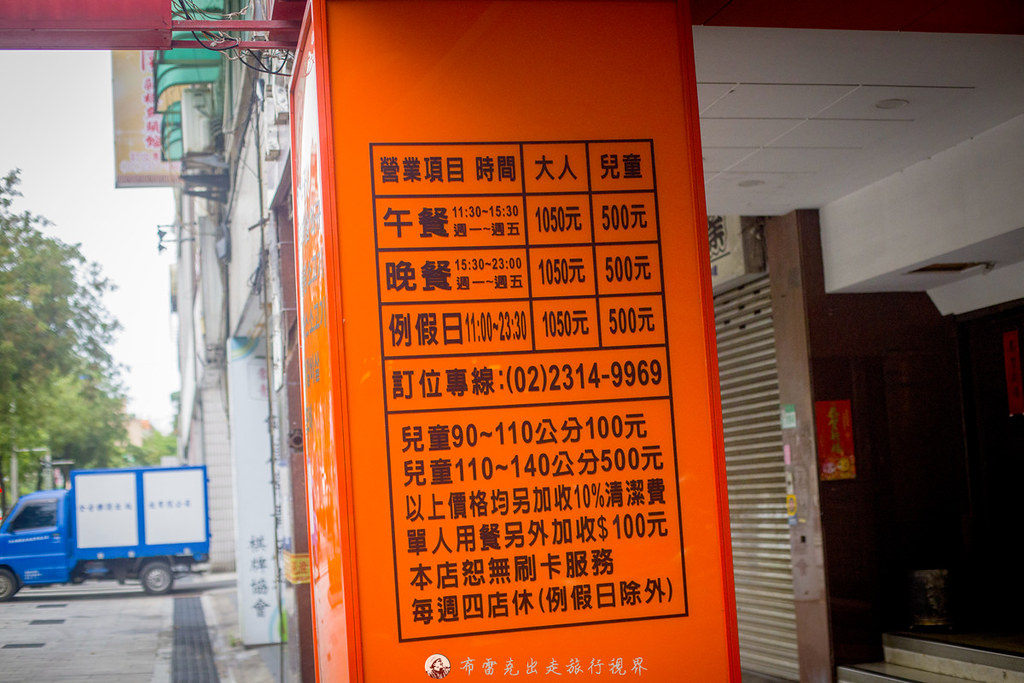 營業項目 時間 大人 兒童
午餐 11:30~15:30 週一~週五 1050元 500元
晚餐 15:30~23:00 週一~週五 1050元 500元
例假日11:00~23:30 1050元 500元
訂位專線:(02)2314-9969
兒童90~110公分100元
兒童110~140公分500元
以上價格均另加收10%清潔費
單人用餐另外加收$100元
本店恕無刷卡服務
每週四店休(例假日除外)
棋牌協會
布雷克出走旅行視界